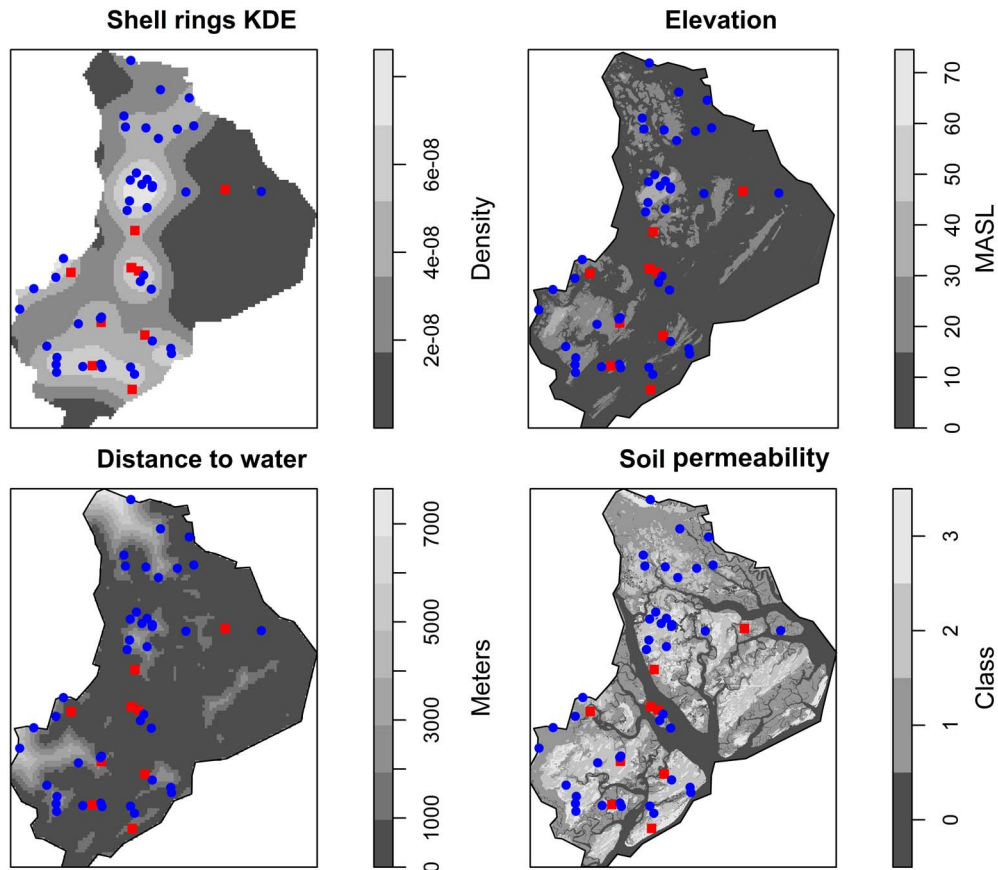 Shell rings KDE
2e-08
4e-08
6e-08
Density
Elevation
0
10
20
30
40
50
60
70
MASL
Distance to water
0
1000
3000
5000
7000
Meters
Soil permeability
0
1
2
3
Class